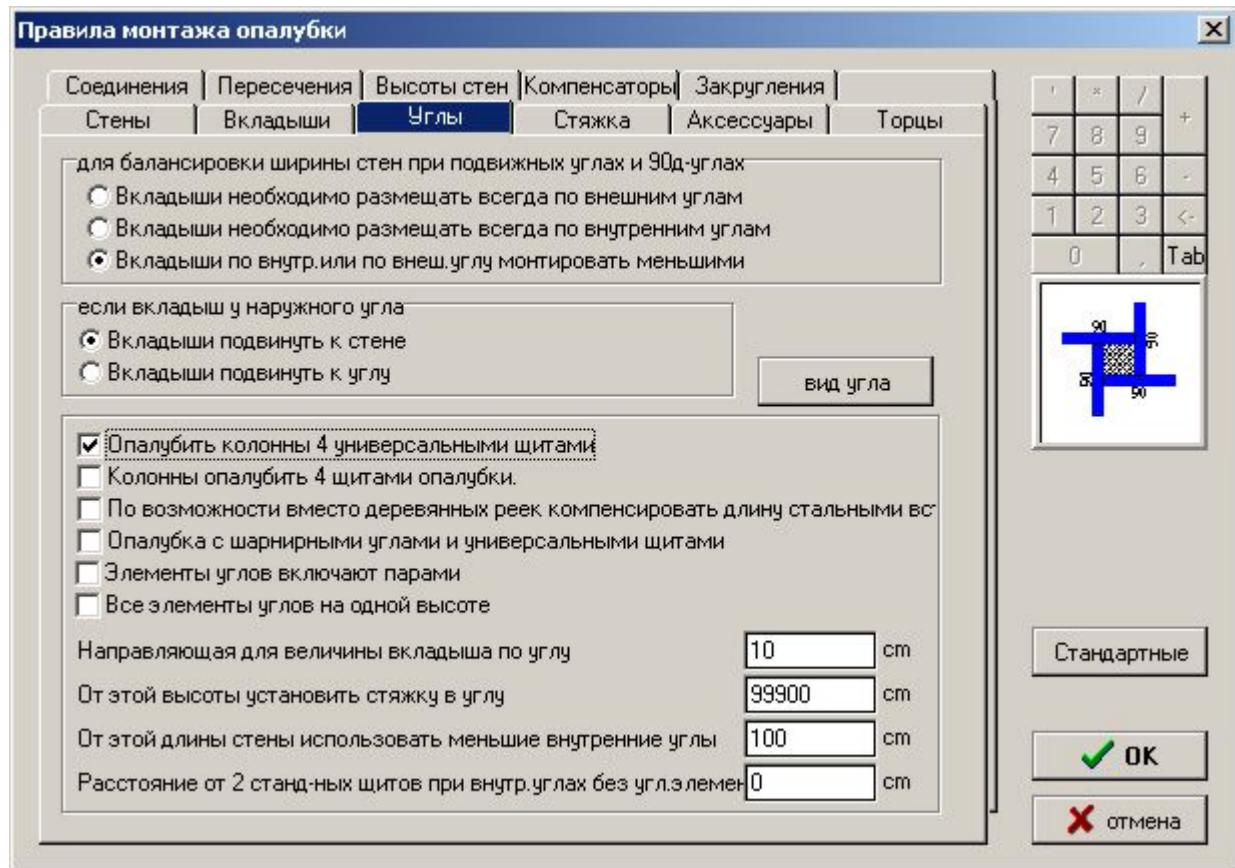 Правила монтажа опалубки
Соединения Пересечения Высоты стен Компенсаторы Закругления
Стены Вкладыши Углы Стяжка Аксессуары Торцы
для балансировки ширины стен при подвижных углах и 90д-углах
Вкладыши необходимо размещать всегда по внешним углам
Вкладыши необходимо размещать всегда по внутренним углам
Вкладыши по внутр.или по внеш.углу монтировать меньшими
если вкладыш у наружного угла
Вкладыши подвинуть к стене
Вкладыши подвинуть к углу
вид угла
Опалубить колонны 4 универсальными щитами
Колонны опалубить 4 щитами опалубки.
По возможности вместо деревянных реек компенсировать длину стальными вст
Опалубка с шарнирными углами и универсальными щитами
Элементы углов включают парами
Все элементы углов на одной высоте
Направляющая для величины вкладыша по углу 10 cm
От этой высоты установить стяжку в углу 99900 cm
От этой длины стены использовать меньшие внутренние углы 100 cm
Расстояние от 2 станд-ных щитов при внутр.углах без угл.элемен 0 cm
' * / +
7 8 9
4 5 6 -
1 2 3 <-
0 , Tab
90
90
90
90
Стандартные
OK
отмена